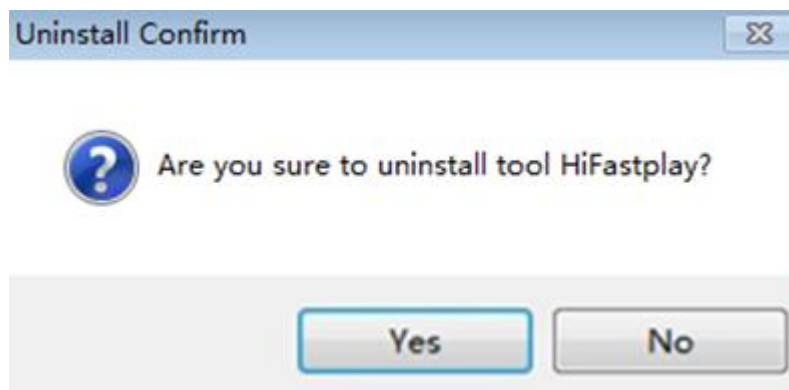 Uninstall Confirm
Are you sure to uninstall tool HiFastplay?
Yes No